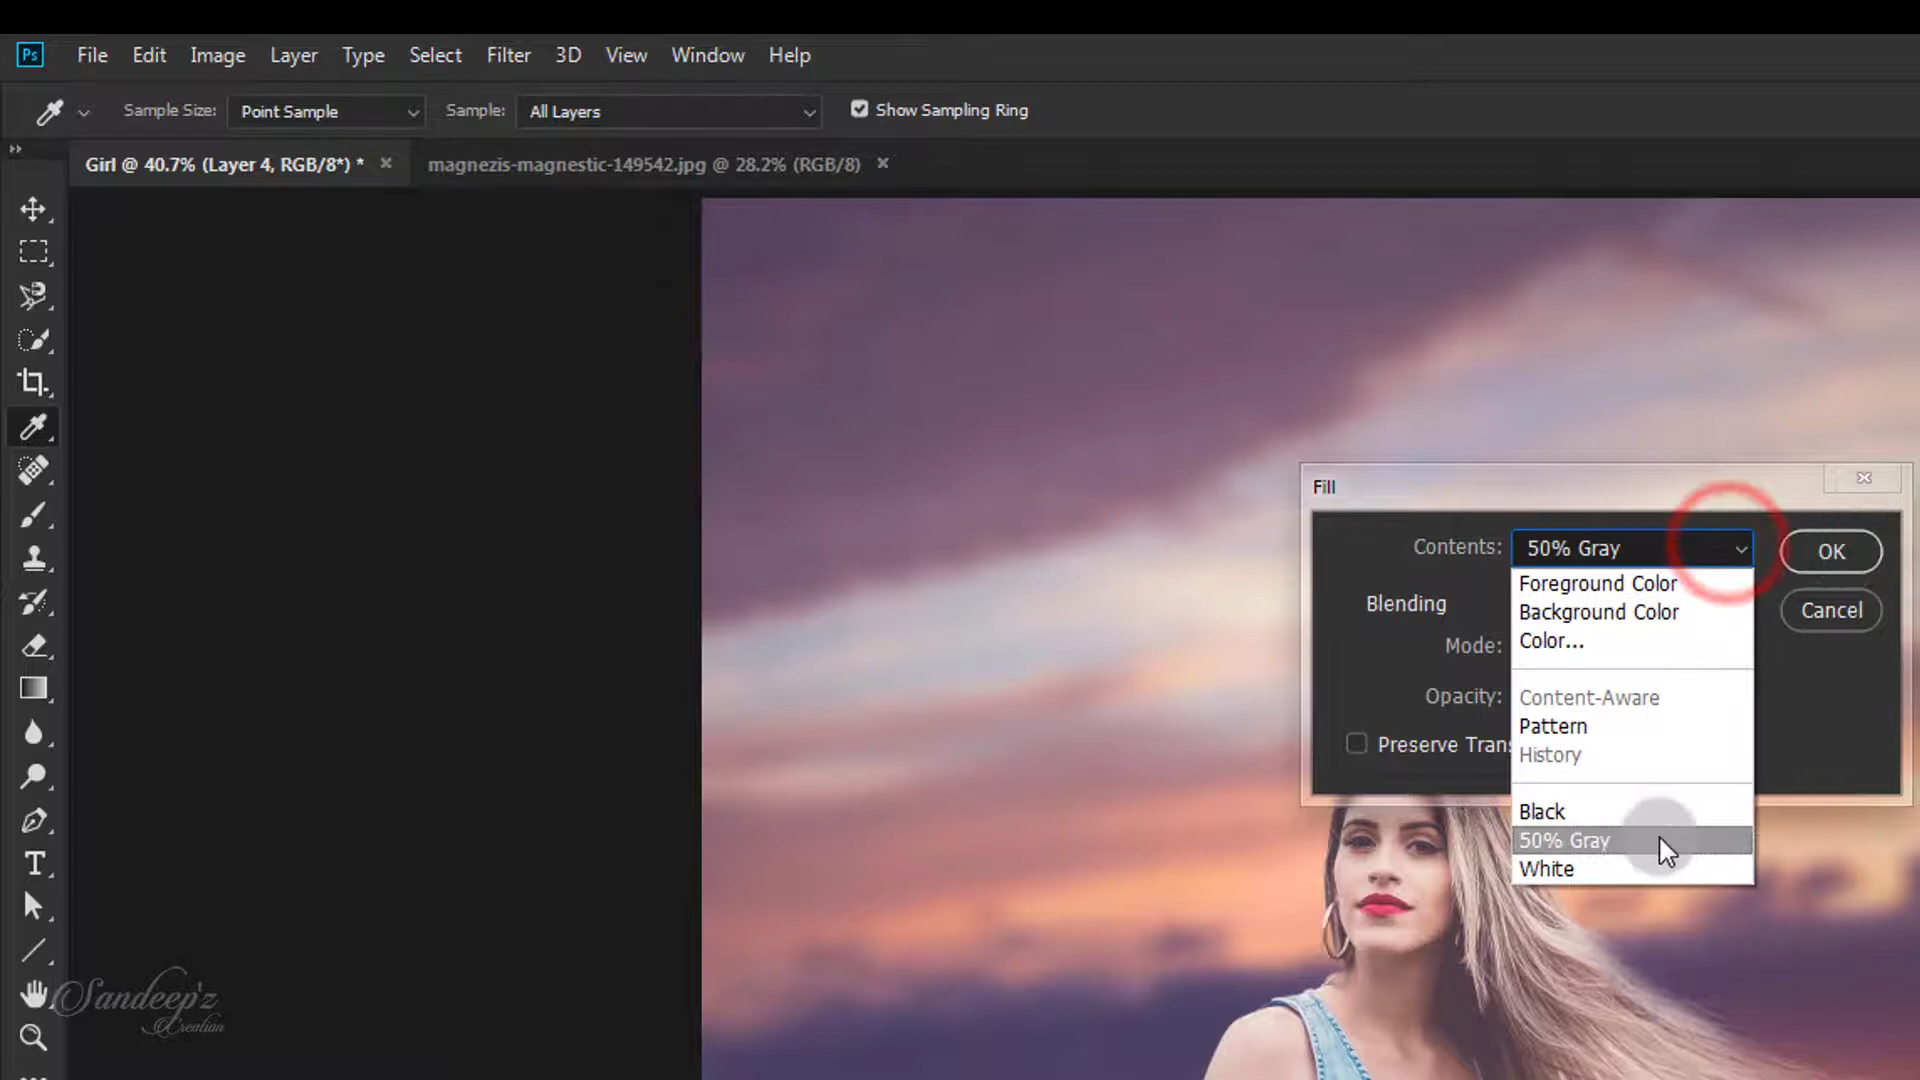 Ps File Edit Image Layer Type Select Filter 3D View Window Help
Sample Size: Point Sample Sample: All Layers Show Sampling Ring
Girl @ 40.7% (Layer 4, RGB/8*) * magnezis-magnestic-149542.jpg @ 28.2% (RGB/8)
Fill
Contents: 50% Gray OK
Foreground Color
Blending Background Color Cancel
Mode: Color...
Opacity: Content-Aware
Pattern
Preserve Trans History
Black
50% Gray
White
T
Sandeep'z
Creation